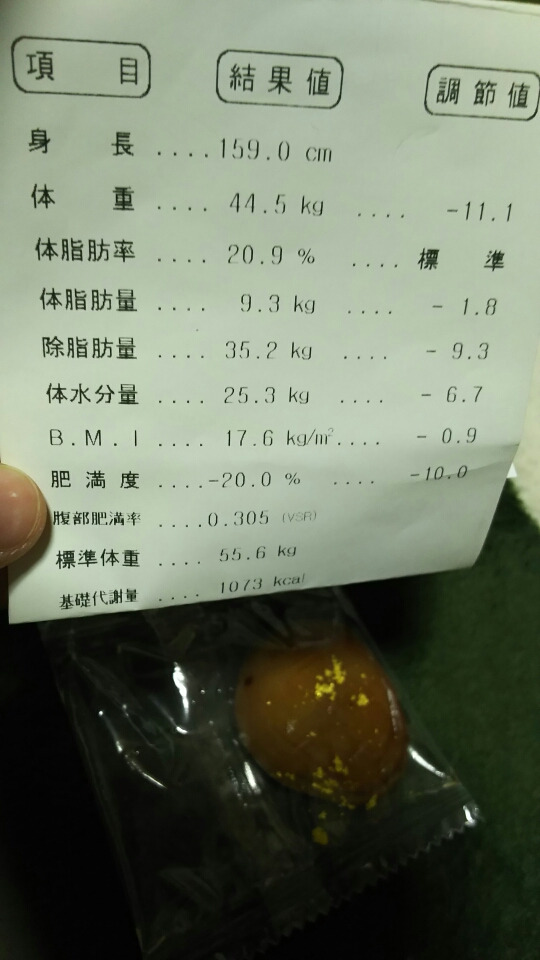 項 目 結果値 調節値
身 長 ....159.0 cm
体 重 .... 44.5 kg .... -11.1
体脂肪率 .... 20.9 % .... 標 準
体脂肪量 .... 9.3 kg .... - 1.8
除脂肪量 .... 35.2 kg .... - 9.3
体水分量 .... 25.3 kg .... - 6.7
B.M.I .... 17.6 kg/m².... - 0.9
肥満度 ....-20.0 % .... -10.0
腹部肥満率 ....0.305 (VSR)
標準体重 .... 55.6 kg
基礎代謝量 .... 1073 kcal